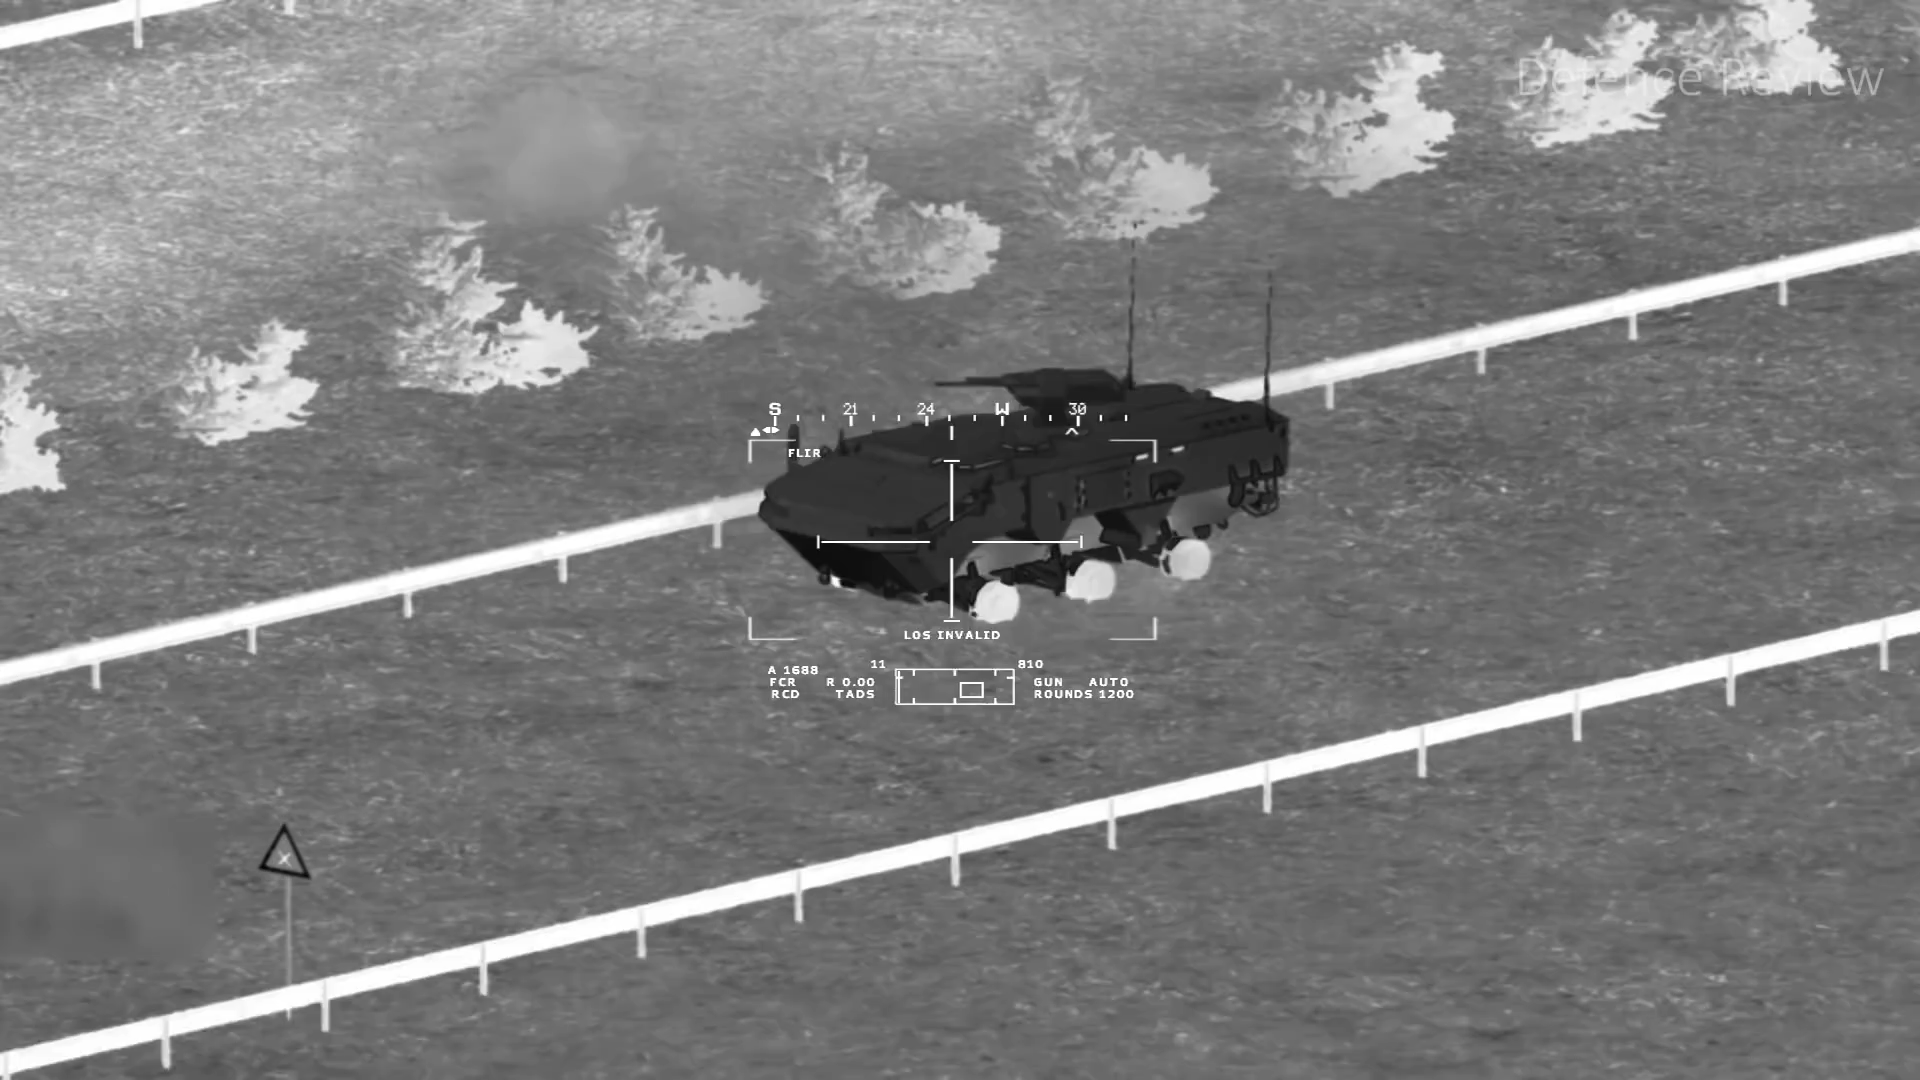 Defence Review
S 21 24 W 30
FLIR
LOS INVALID
A 1688 11 810
FCR R 0.00 GUN AUTO
RCD TADS ROUNDS 1200